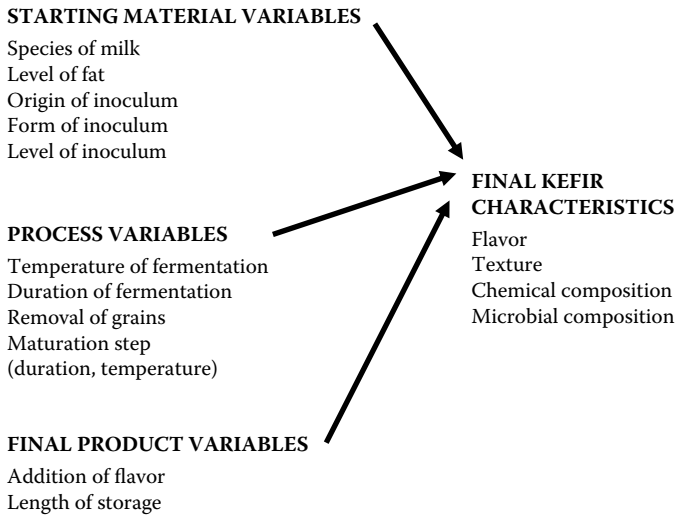 STARTING MATERIAL VARIABLES
Species of milk
Level of fat
Origin of inoculum
Form of inoculum
Level of inoculum
PROCESS VARIABLES
Temperature of fermentation
Duration of fermentation
Removal of grains
Maturation step
(duration, temperature)
FINAL PRODUCT VARIABLES
Addition of flavor
Length of storage
FINAL KEFIR
CHARACTERISTICS
Flavor
Texture
Chemical composition
Microbial composition